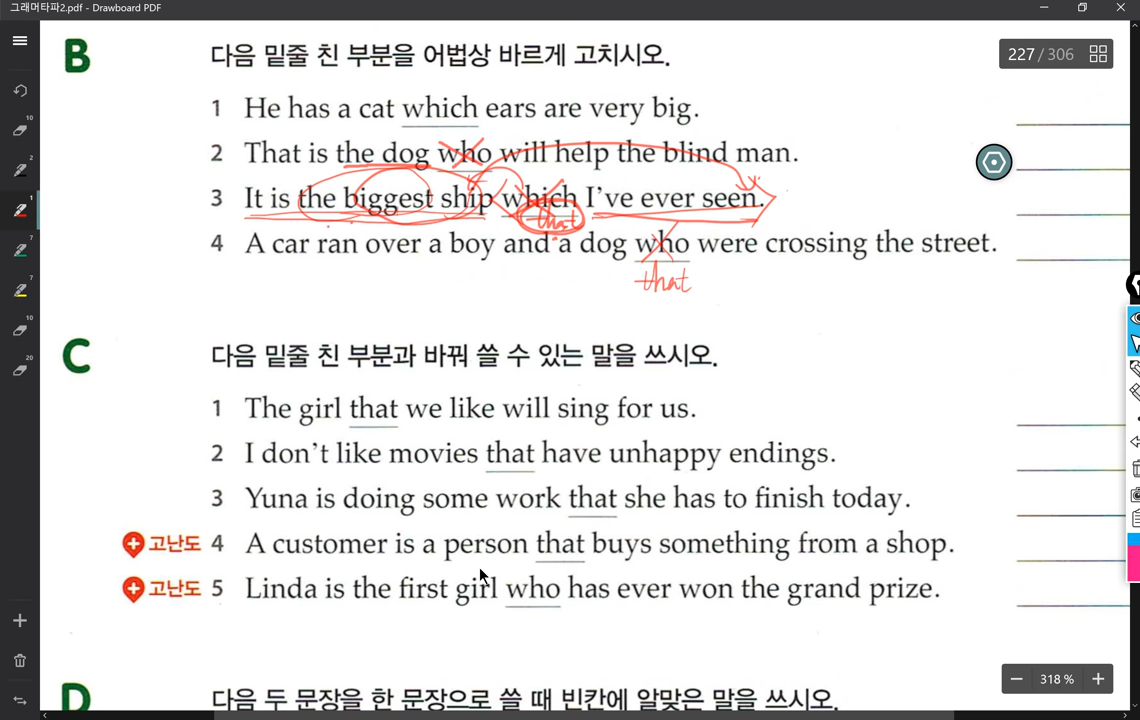 그래머타파2.pdf - Drawboard PDF
227 / 306
10
2
1
7
7
10
20
B 다음 밑줄 친 부분을 어법상 바르게 고치시오.
1 He has a cat which ears are very big.
2 That is the dog who will help the blind man.
3 It is the biggest ship which I've ever seen.
that
4 A car ran over a boy and a dog who were crossing the street.
that
C 다음 밑줄 친 부분과 바꿔 쓸 수 있는 말을 쓰시오.
1 The girl that we like will sing for us.
2 I don't like movies that have unhappy endings.
3 Yuna is doing some work that she has to finish today.
고난도 4 A customer is a person that buys something from a shop.
고난도 5 Linda is the first girl who has ever won the grand prize.
D 다음 두 문장을 한 문장으로 쓸 때 빈칸에 알맞은 말을 쓰시오.
318 %